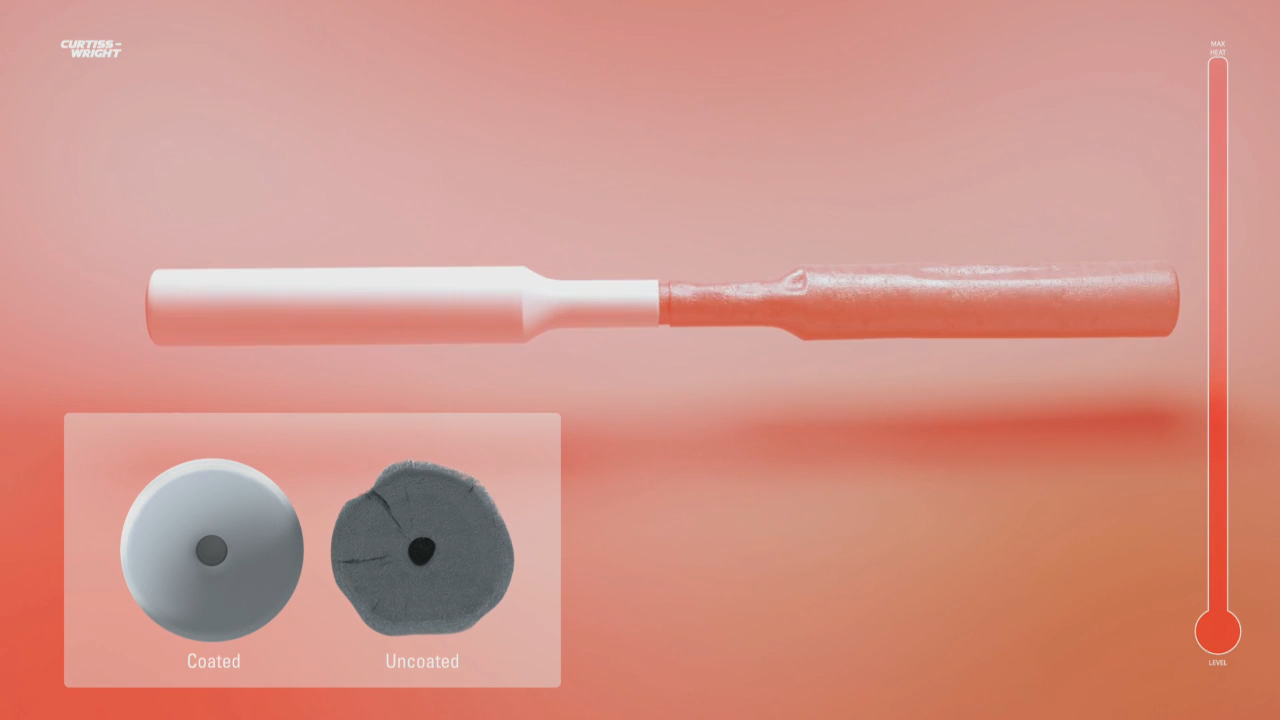 CURTISS-
WRIGHT
MAX
HEAT
Coated
Uncoated
LEVEL